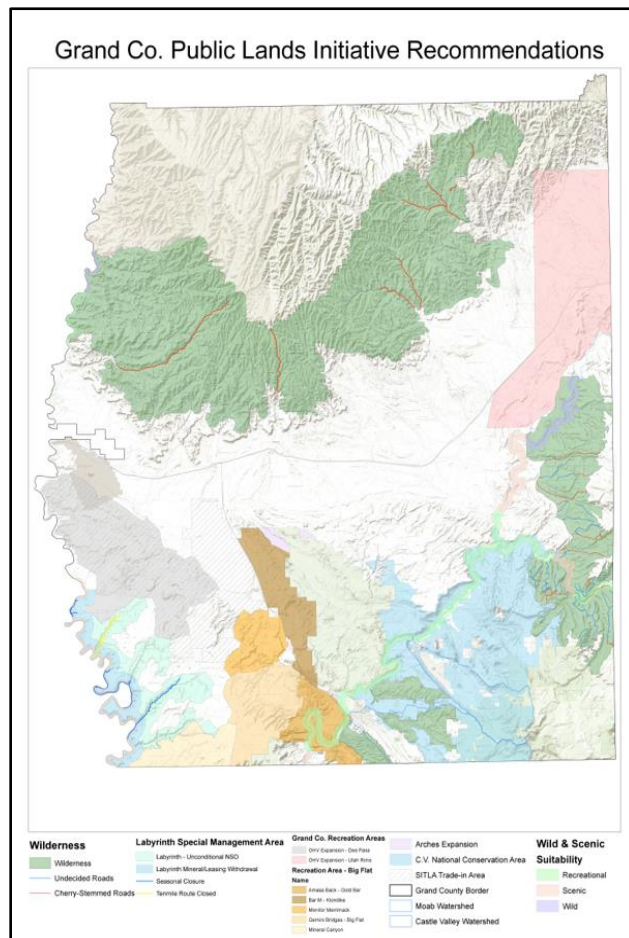 Grand Co. Public Lands Initiative Recommendations
Wilderness
Wilderness
Undecided Roads
Cherry-Stemmed Roads
Labyrinth Special Management Area
Labyrinth - Unconditional NSO
Labyrinth Mineral/Leasing Withdrawal
Seasonal Closure
Tenmile Route Closed
Grand Co. Recreation Areas
OHV Expansion - Dee Pass
OHV Expansion - Utah Rims
Recreation Area - Big Flat
Name
Amasa Back - Gold Bar
Bar M - Klondike
Monitor Merrimack
Gemini Bridges - Big Flat
Mineral Canyon
Arches Expansion
C.V. National Conservation Area
SITLA Trade-in Area
Grand County Border
Moab Watershed
Castle Valley Watershed
Wild & Scenic
Suitability
Recreational
Scenic
Wild